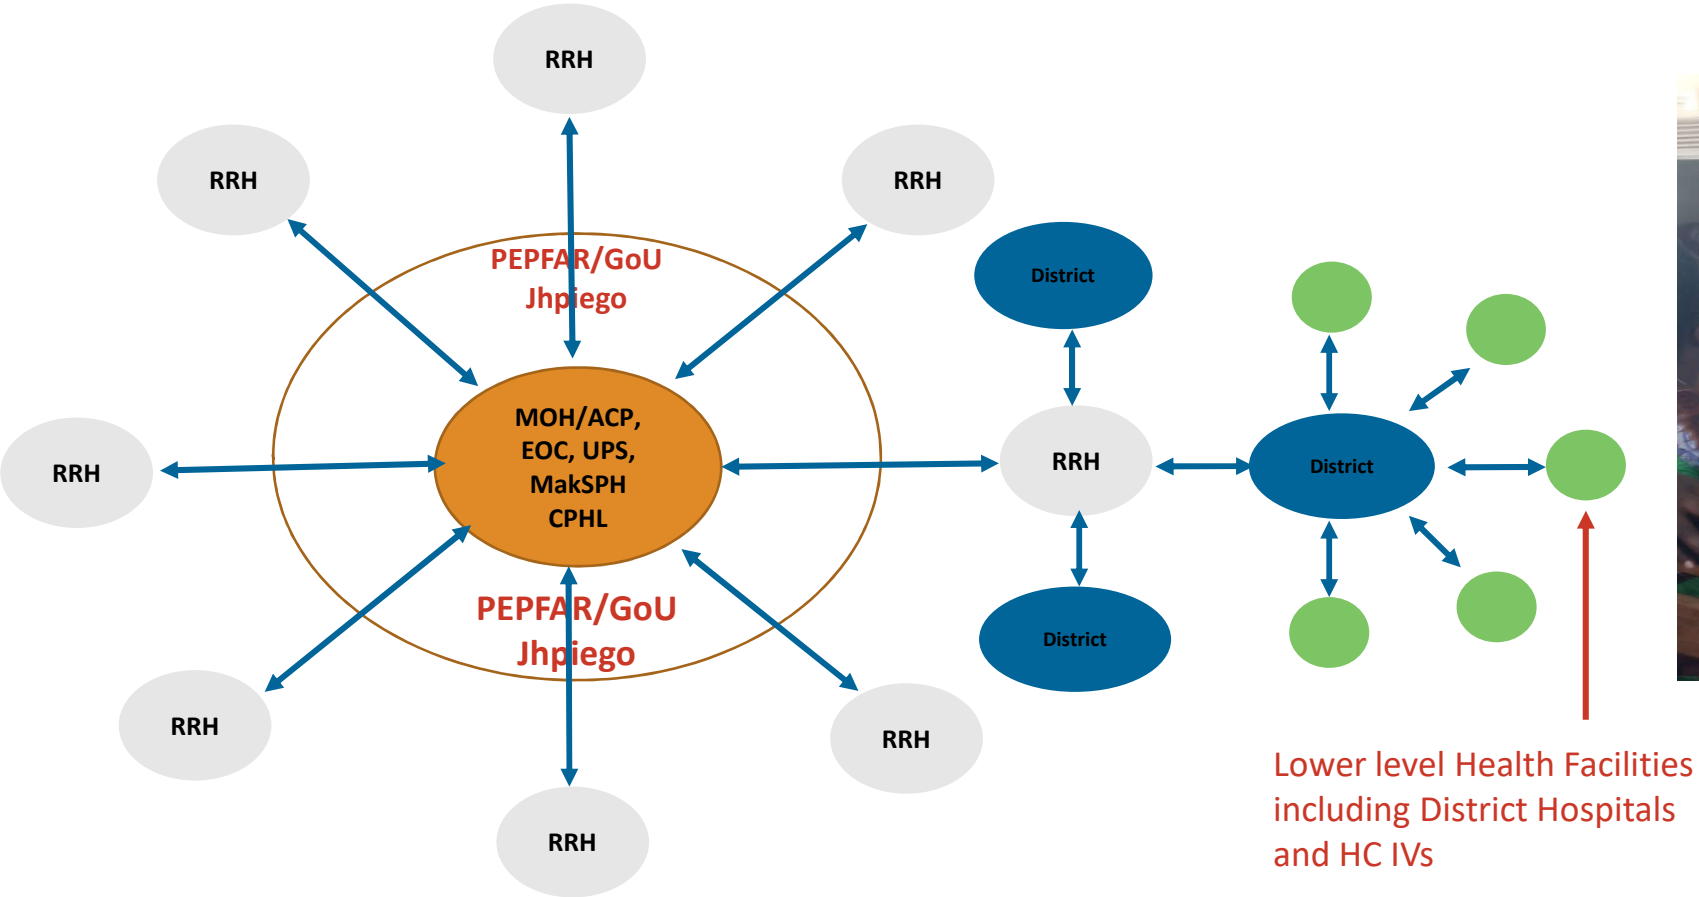 RRH
RRH
RRH
PEPFAR/GoU
Jhpiego
District
MOH/ACP,
EOC, UPS,
MakSPH
CPHL
RRH
RRH
District
PEPFAR/GoU
Jhpiego
District
RRH
RRH
RRH
Lower level Health Facilities
including District Hospitals
and HC IVs